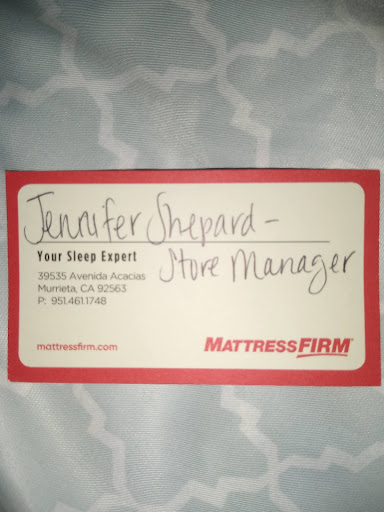 Jennifer Shepard -
Your Sleep Expert
Store Manager
39535 Avenida Acacias
Murrieta, CA 92563
P: 951.461.1748
mattressfirm.com
MATTRESSFIRM